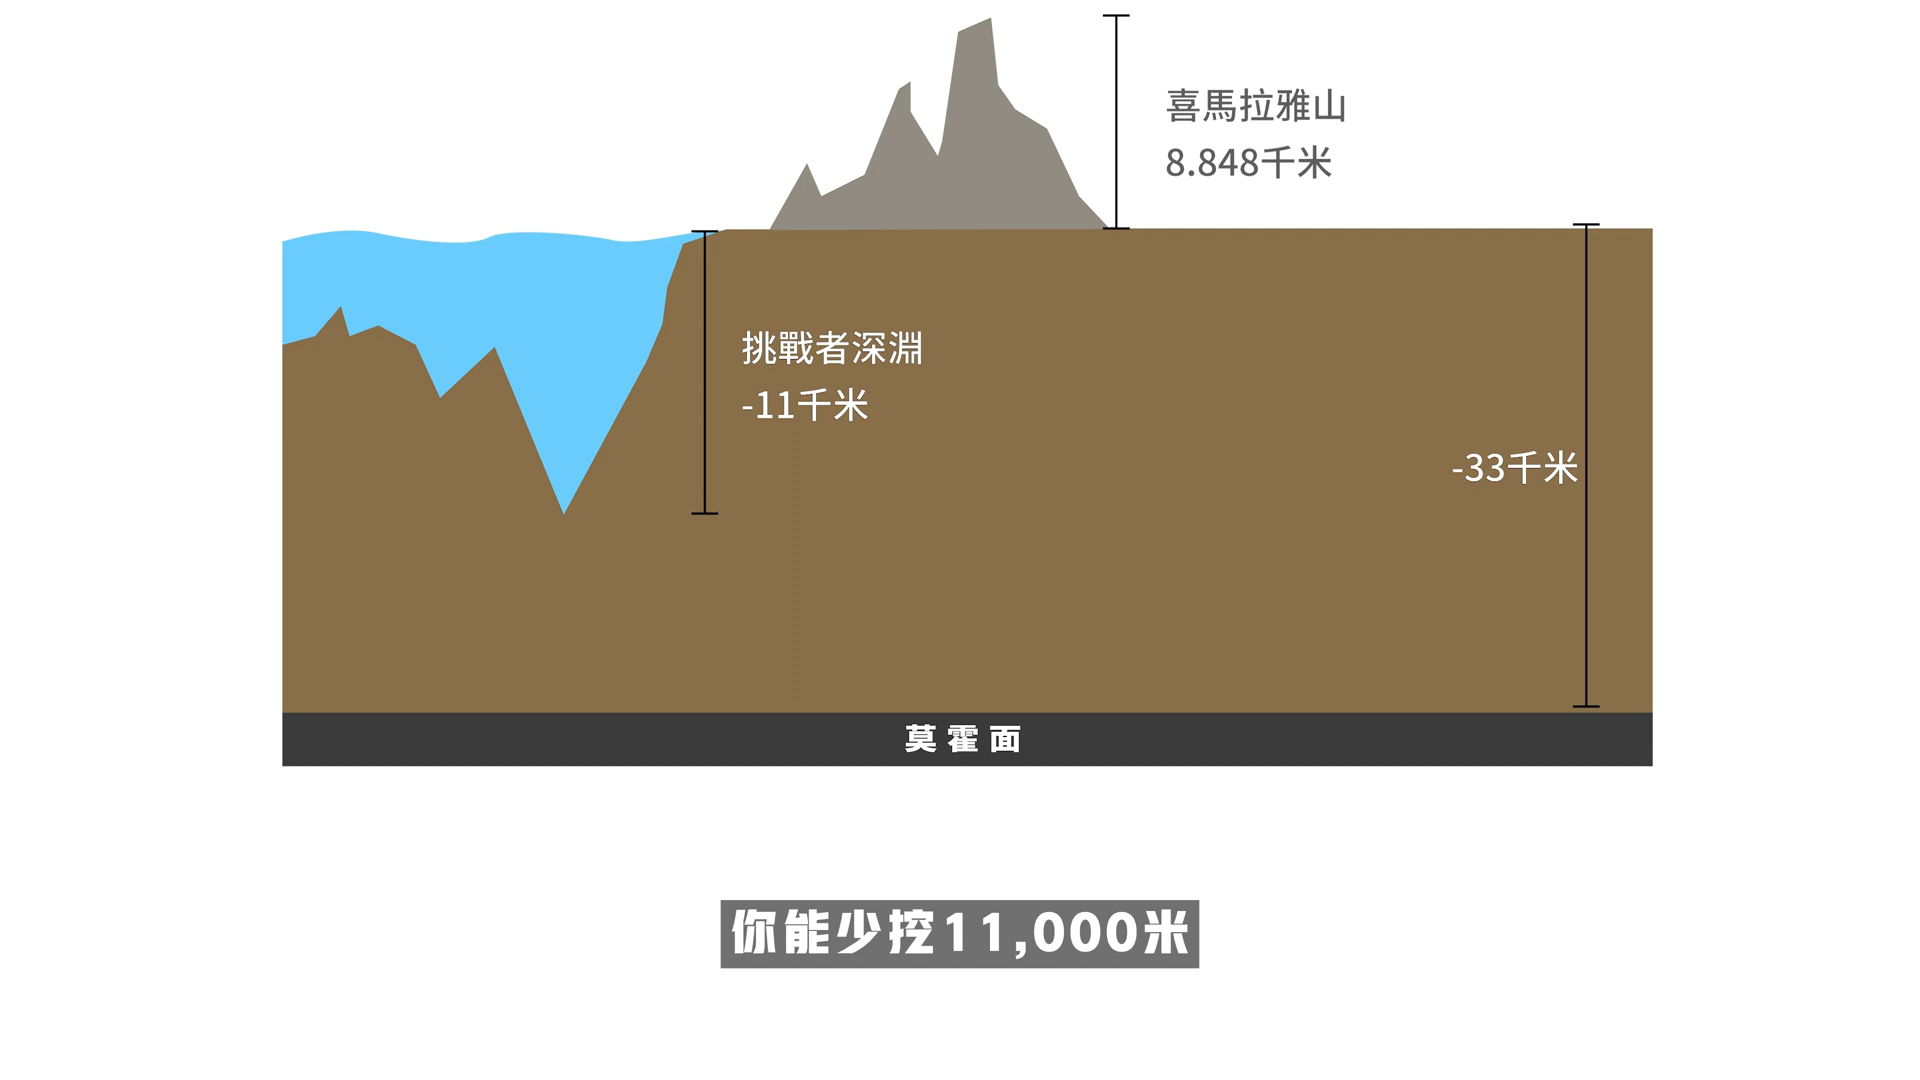 喜馬拉雅山
8.848千米
挑戰者深淵
-11千米
-33千米
莫霍面
你能少挖11,000米